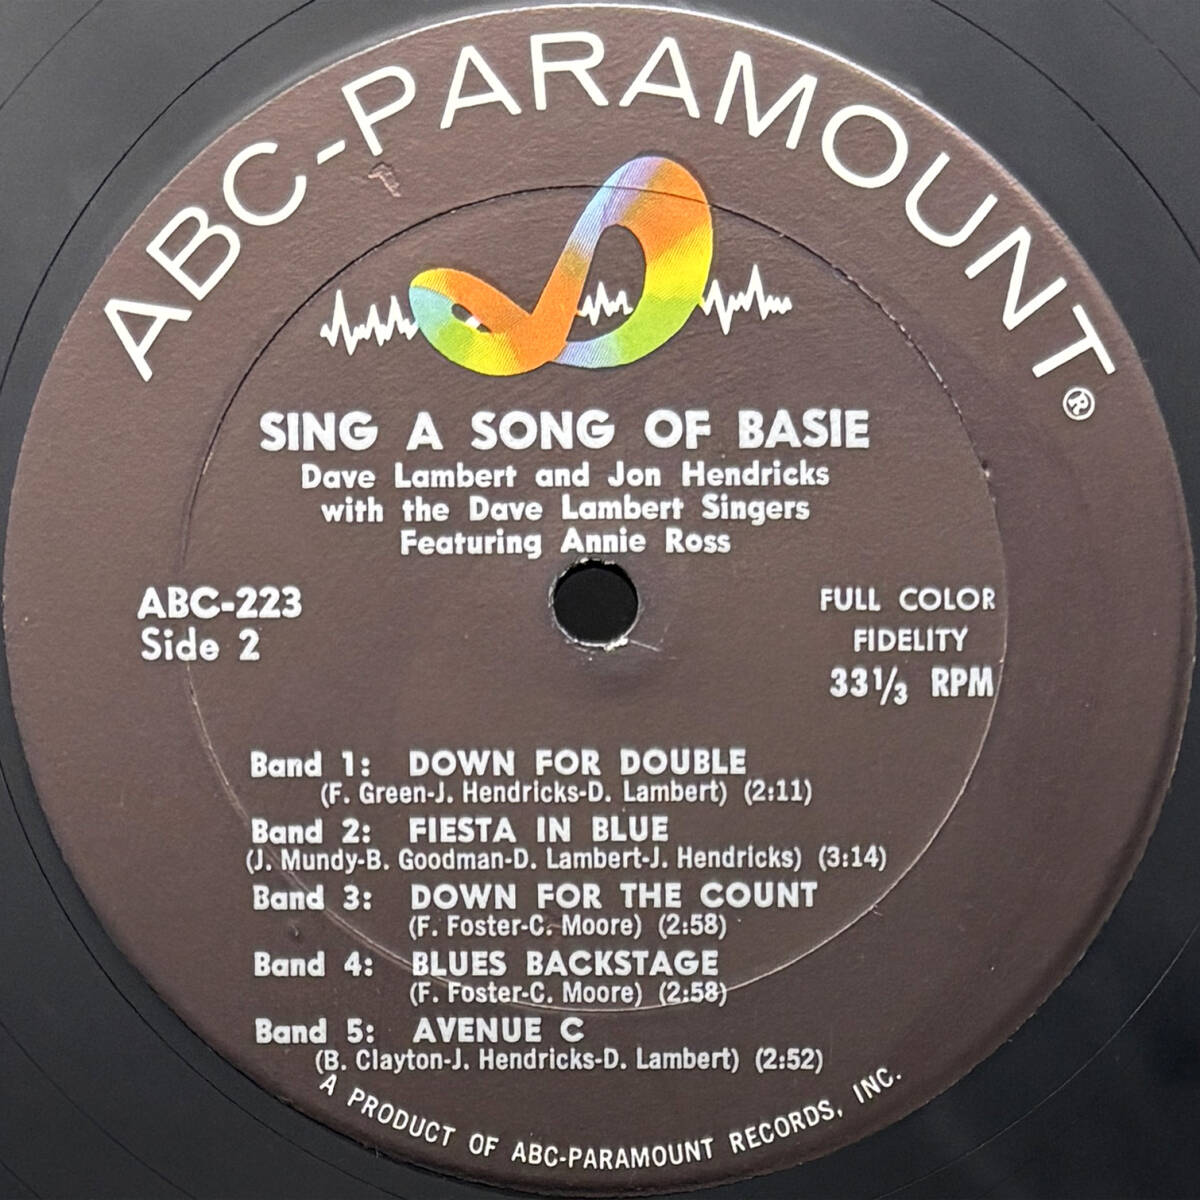 ABC-PARAMOUNT®
SING A SONG OF BASIE
Dave Lambert and Jon Hendricks
with the Dave Lambert Singers
Featuring Annie Ross
ABC-223
Side 2
FULL COLOR
FIDELITY
33 1/3 RPM
Band 1: DOWN FOR DOUBLE
(F. Green-J. Hendricks-D. Lambert) (2:11)
Band 2: FIESTA IN BLUE
(J. Mundy-B. Goodman-D. Lambert-J. Hendricks) (3:14)
Band 3: DOWN FOR THE COUNT
(F. Foster-C. Moore) (2:58)
Band 4: BLUES BACKSTAGE
(F. Foster-C. Moore) (2:58)
Band 5: AVENUE C
(B. Clayton-J. Hendricks-D. Lambert) (2:52)
A PRODUCT OF ABC-PARAMOUNT RECORDS, INC.